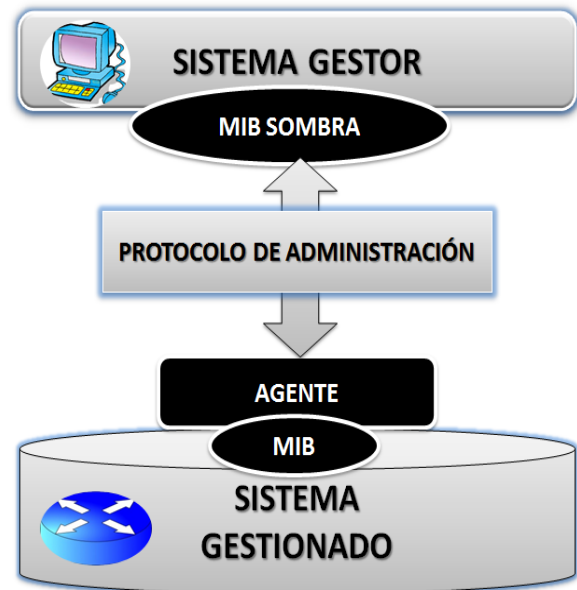 SISTEMA GESTOR
MIB SOMBRA
PROTOCOLO DE ADMINISTRACIÓN
AGENTE
MIB
SISTEMA
GESTIONADO